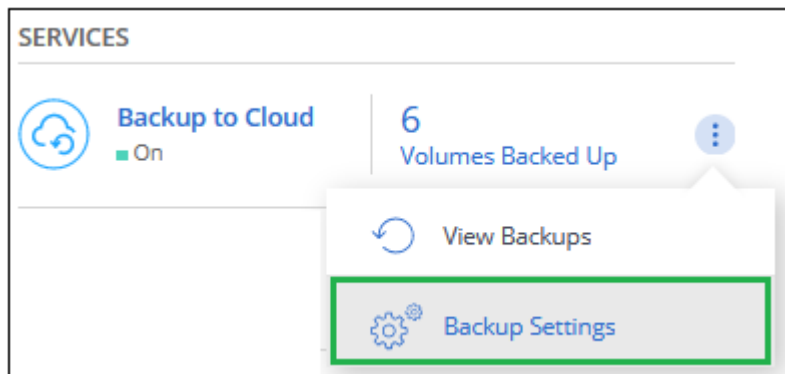 SERVICES
Backup to Cloud
On
6
Volumes Backed Up
View Backups
Backup Settings